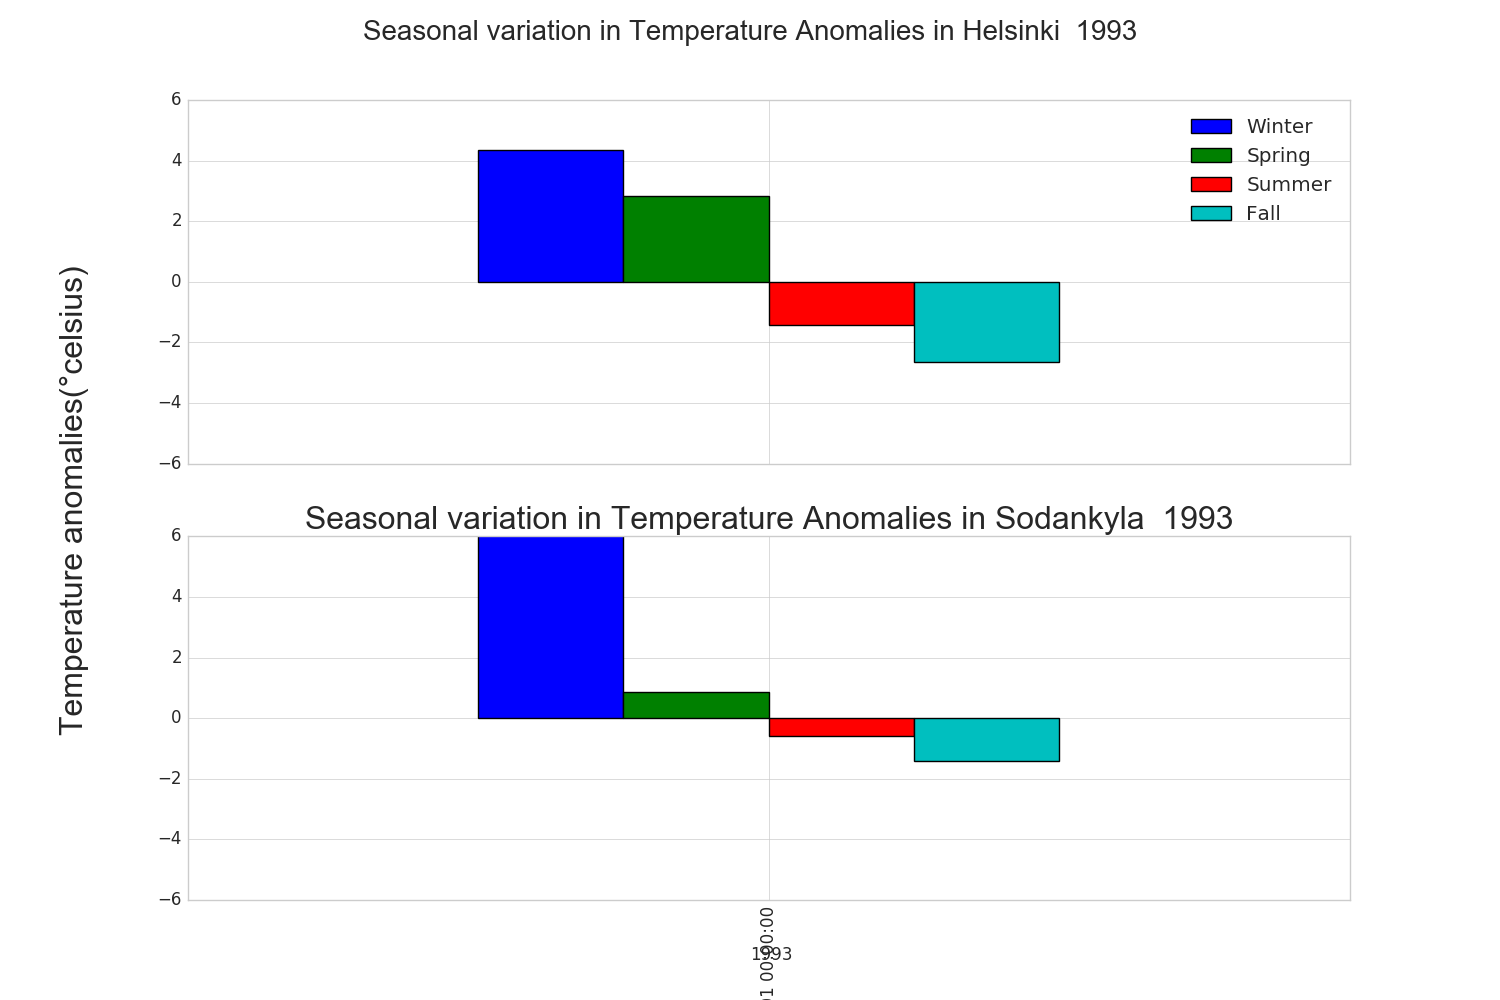 Seasonal variation in Temperature Anomalies in Helsinki  1993
6
4
2
0
−2
−4
−6
Winter
Spring
Summer
Fall
Temperature anomalies(°celsius)
Seasonal variation in Temperature Anomalies in Sodankyla  1993
6
4
2
0
−2
−4
−6
1993